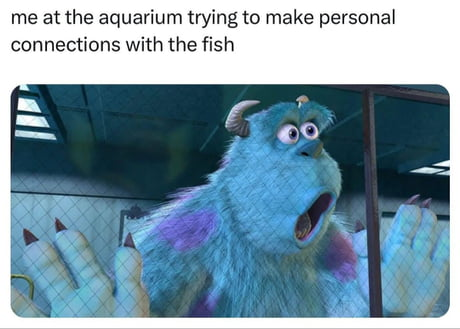 me at the aquarium trying to make personal
connections with the fish